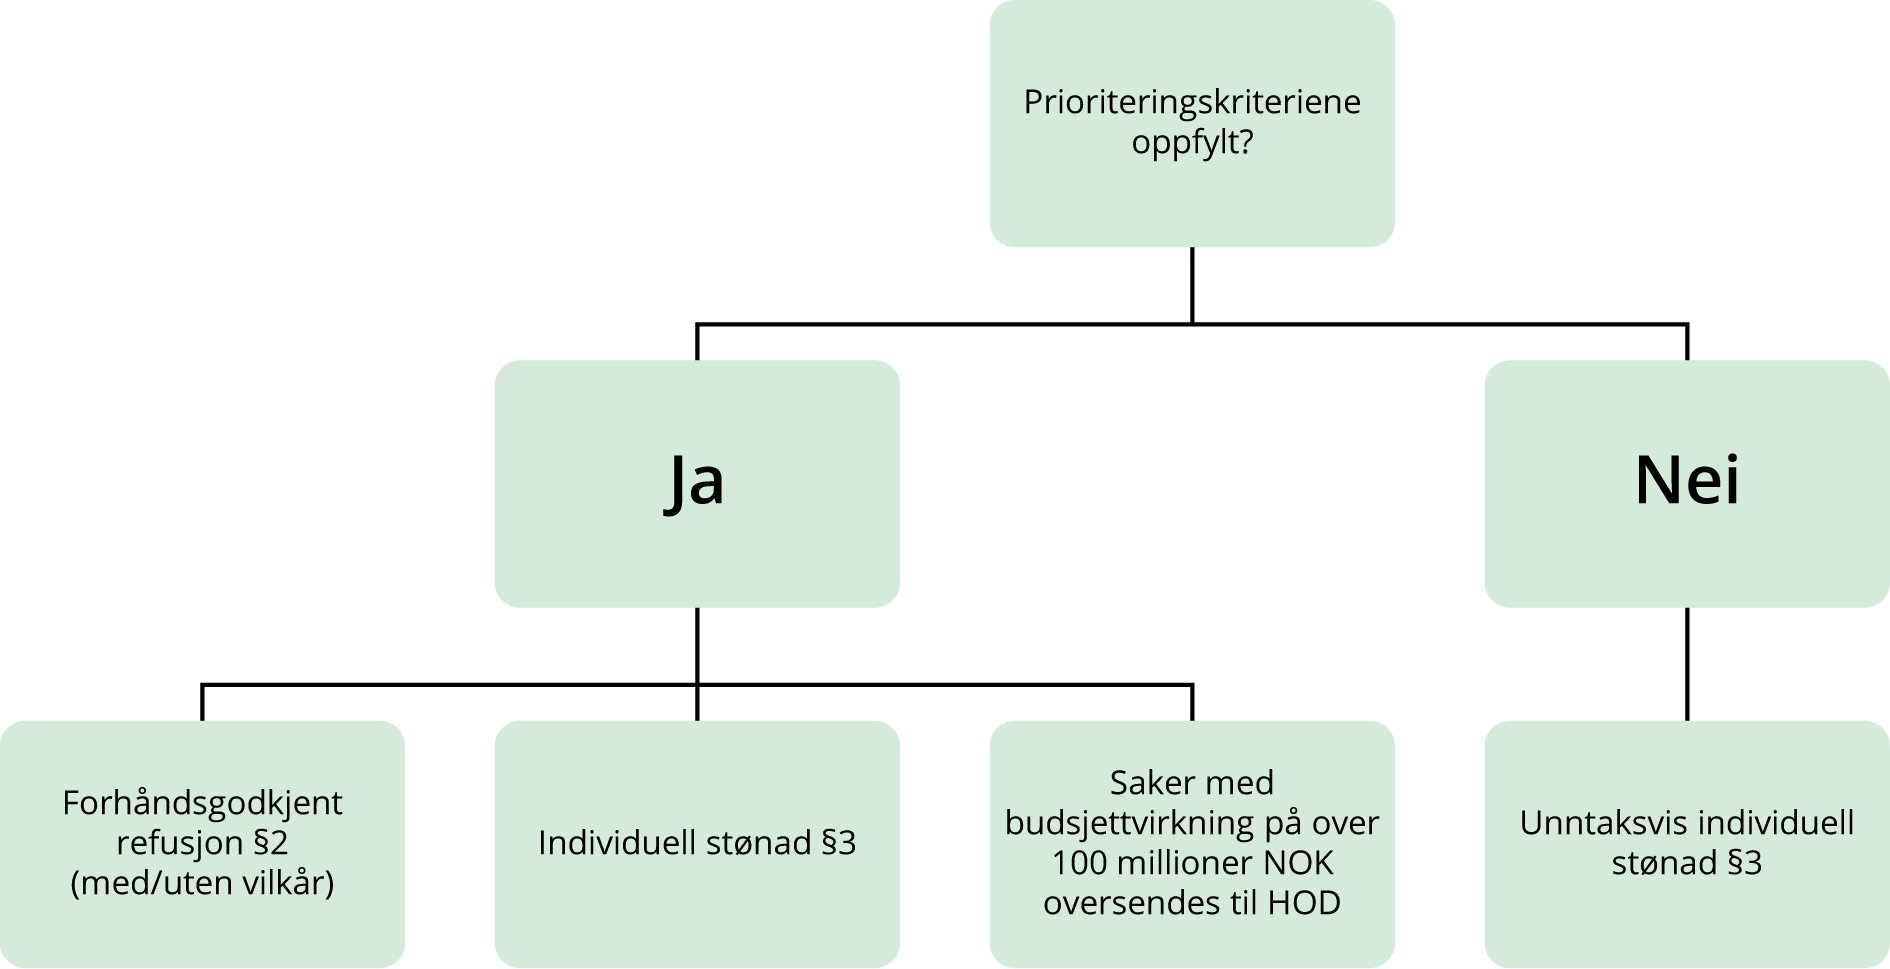 Prioriteringskriteriene
oppfylt?
Ja
Nei
Forhåndsgodkjent
refusjon §2
(med/uten vilkår)
Individuell stønad §3
Saker med
budsjettvirkning på over
100 millioner NOK
oversendes til HOD
Unntaksvis individuell
stønad §3